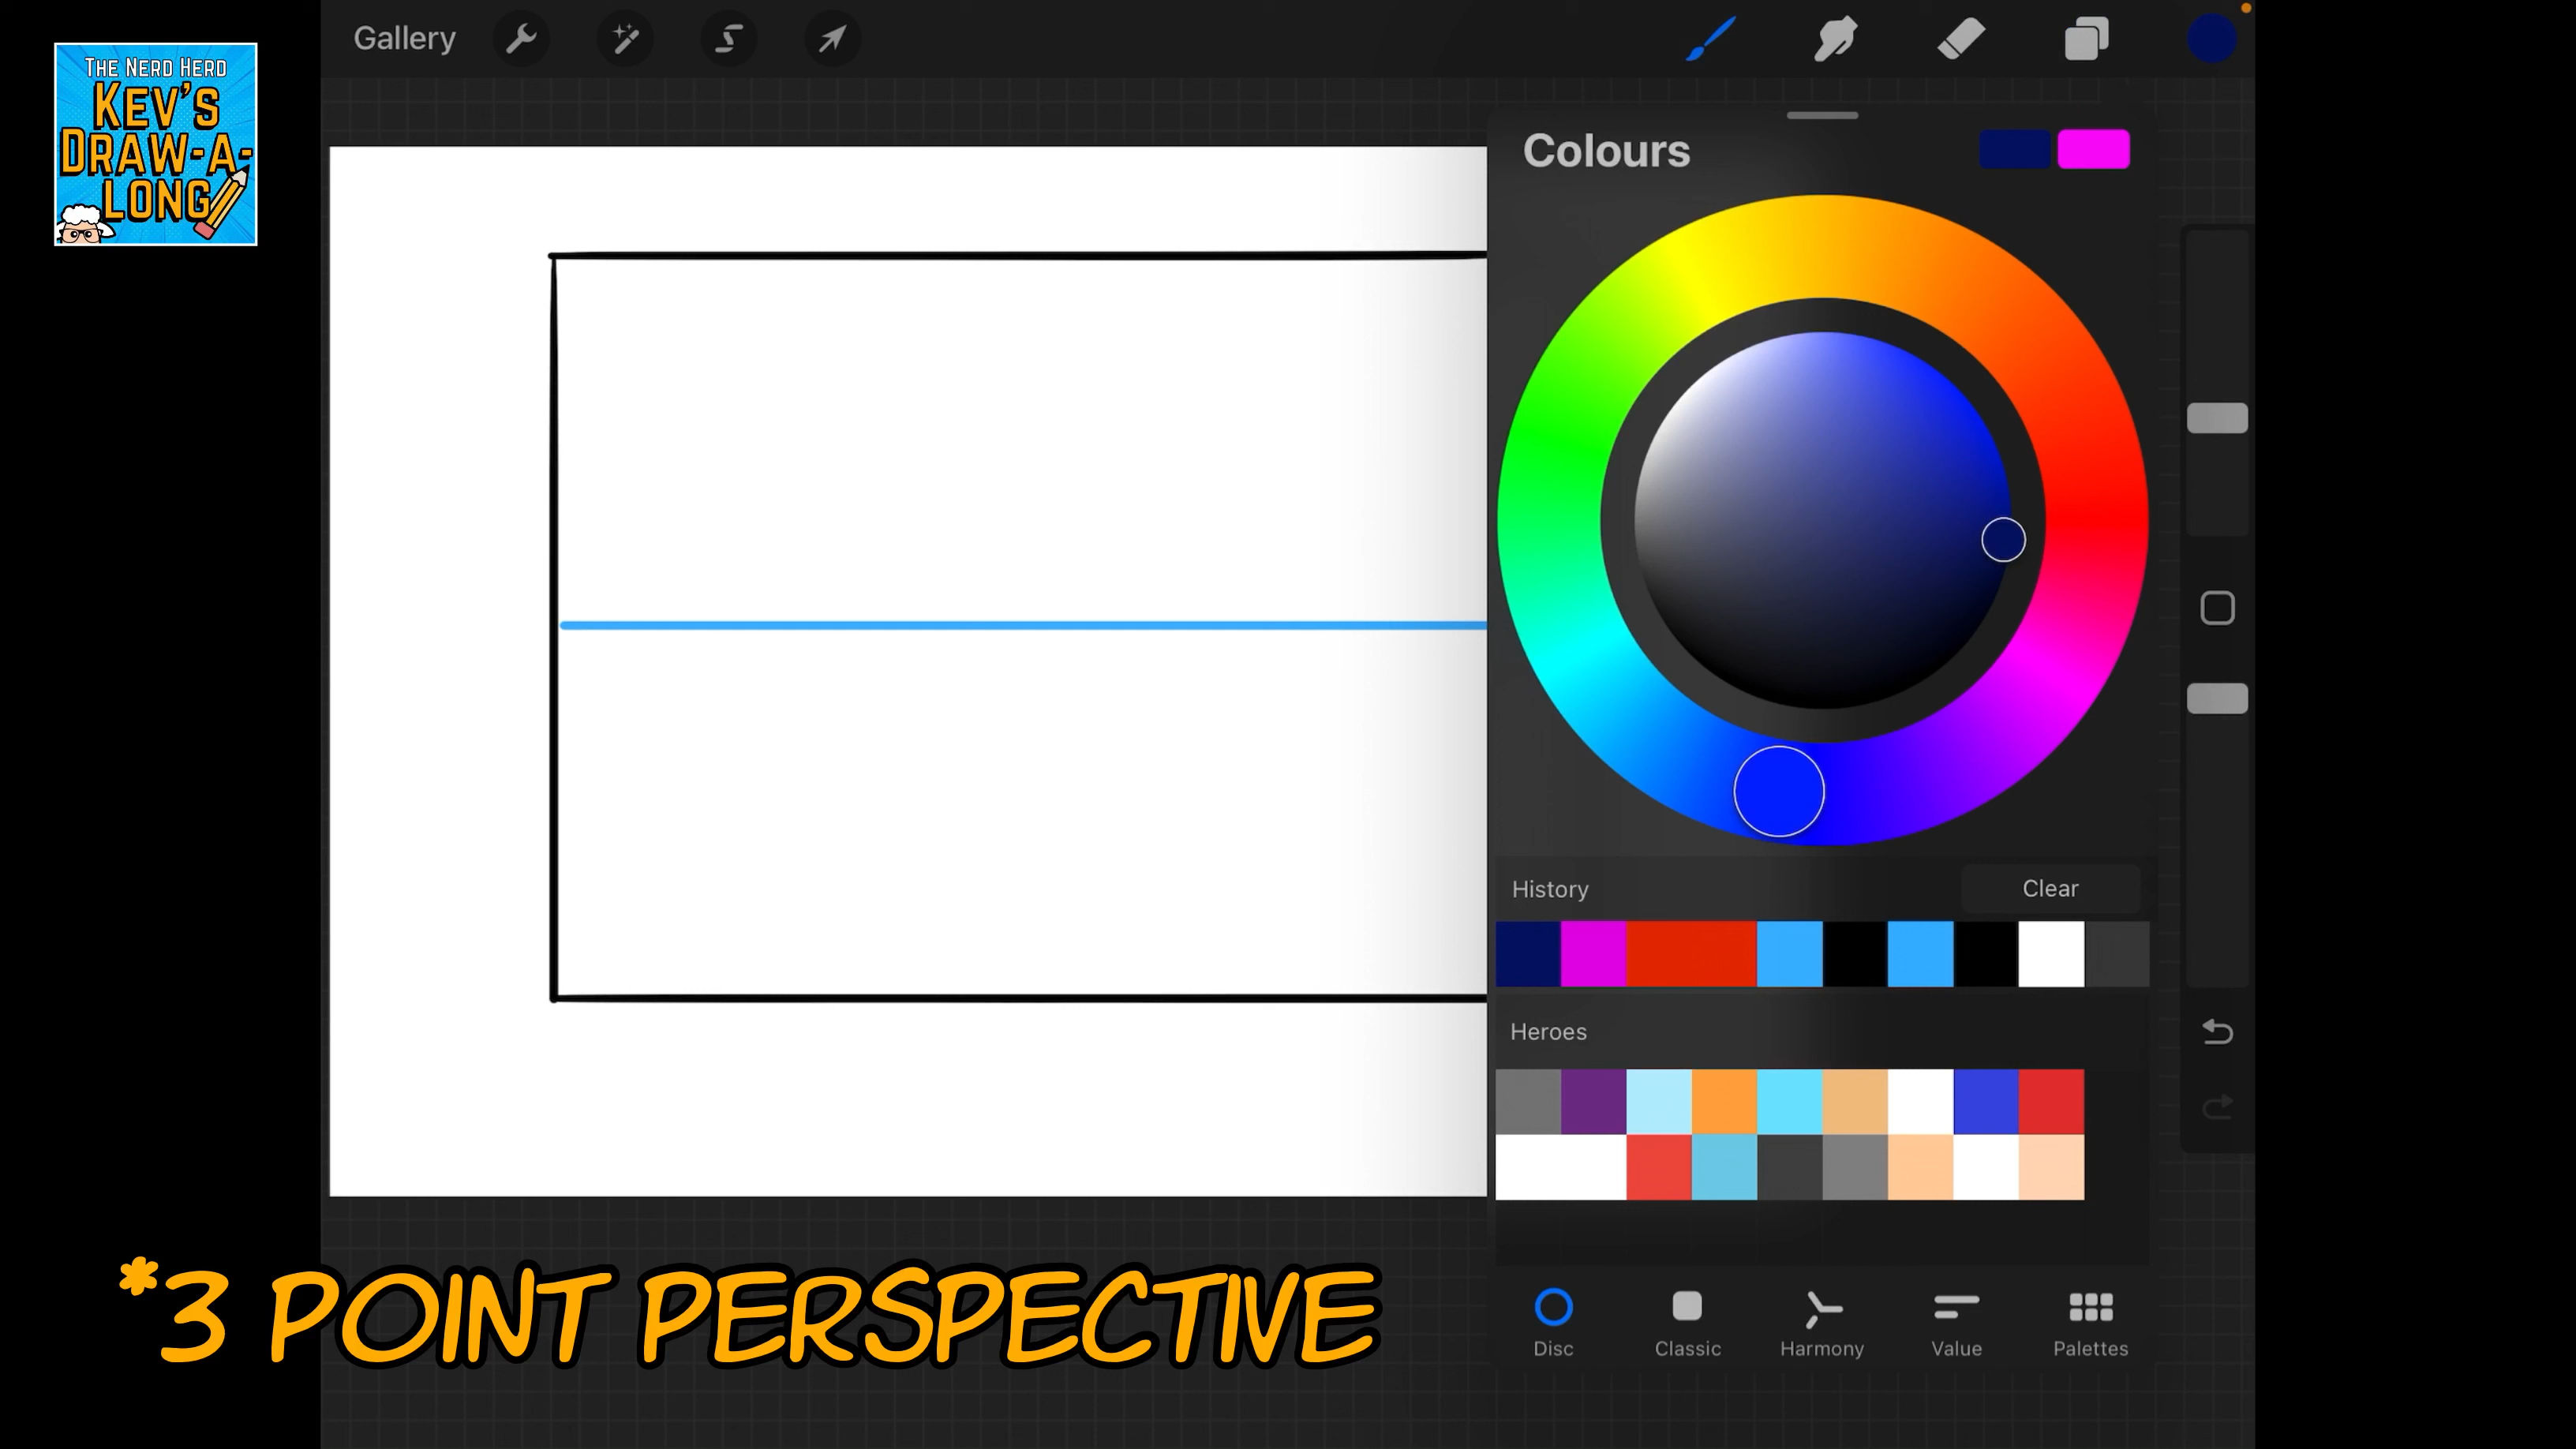 THE NERD HERD
KEV'S
DRAW-A-
LONG
Gallery
Colours
History
Clear
Heroes
Disc
Classic
Harmony
Value
Palettes
*3 POINT PERSPECTIVE